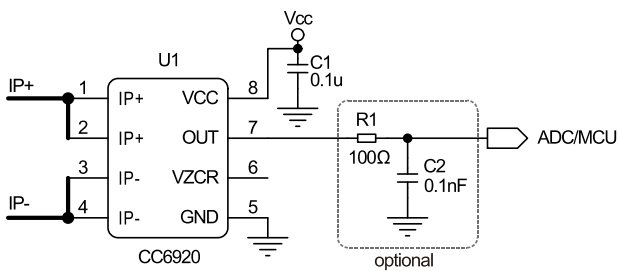 Vcc
U1
C1
0.1u
IP+
1
IP+
VCC
8
R1
2
IP+
OUT
7
ADC/MCU
100Ω
3
IP-
VZCR
6
C2
0.1nF
IP-
4
IP-
GND
5
CC6920
optional